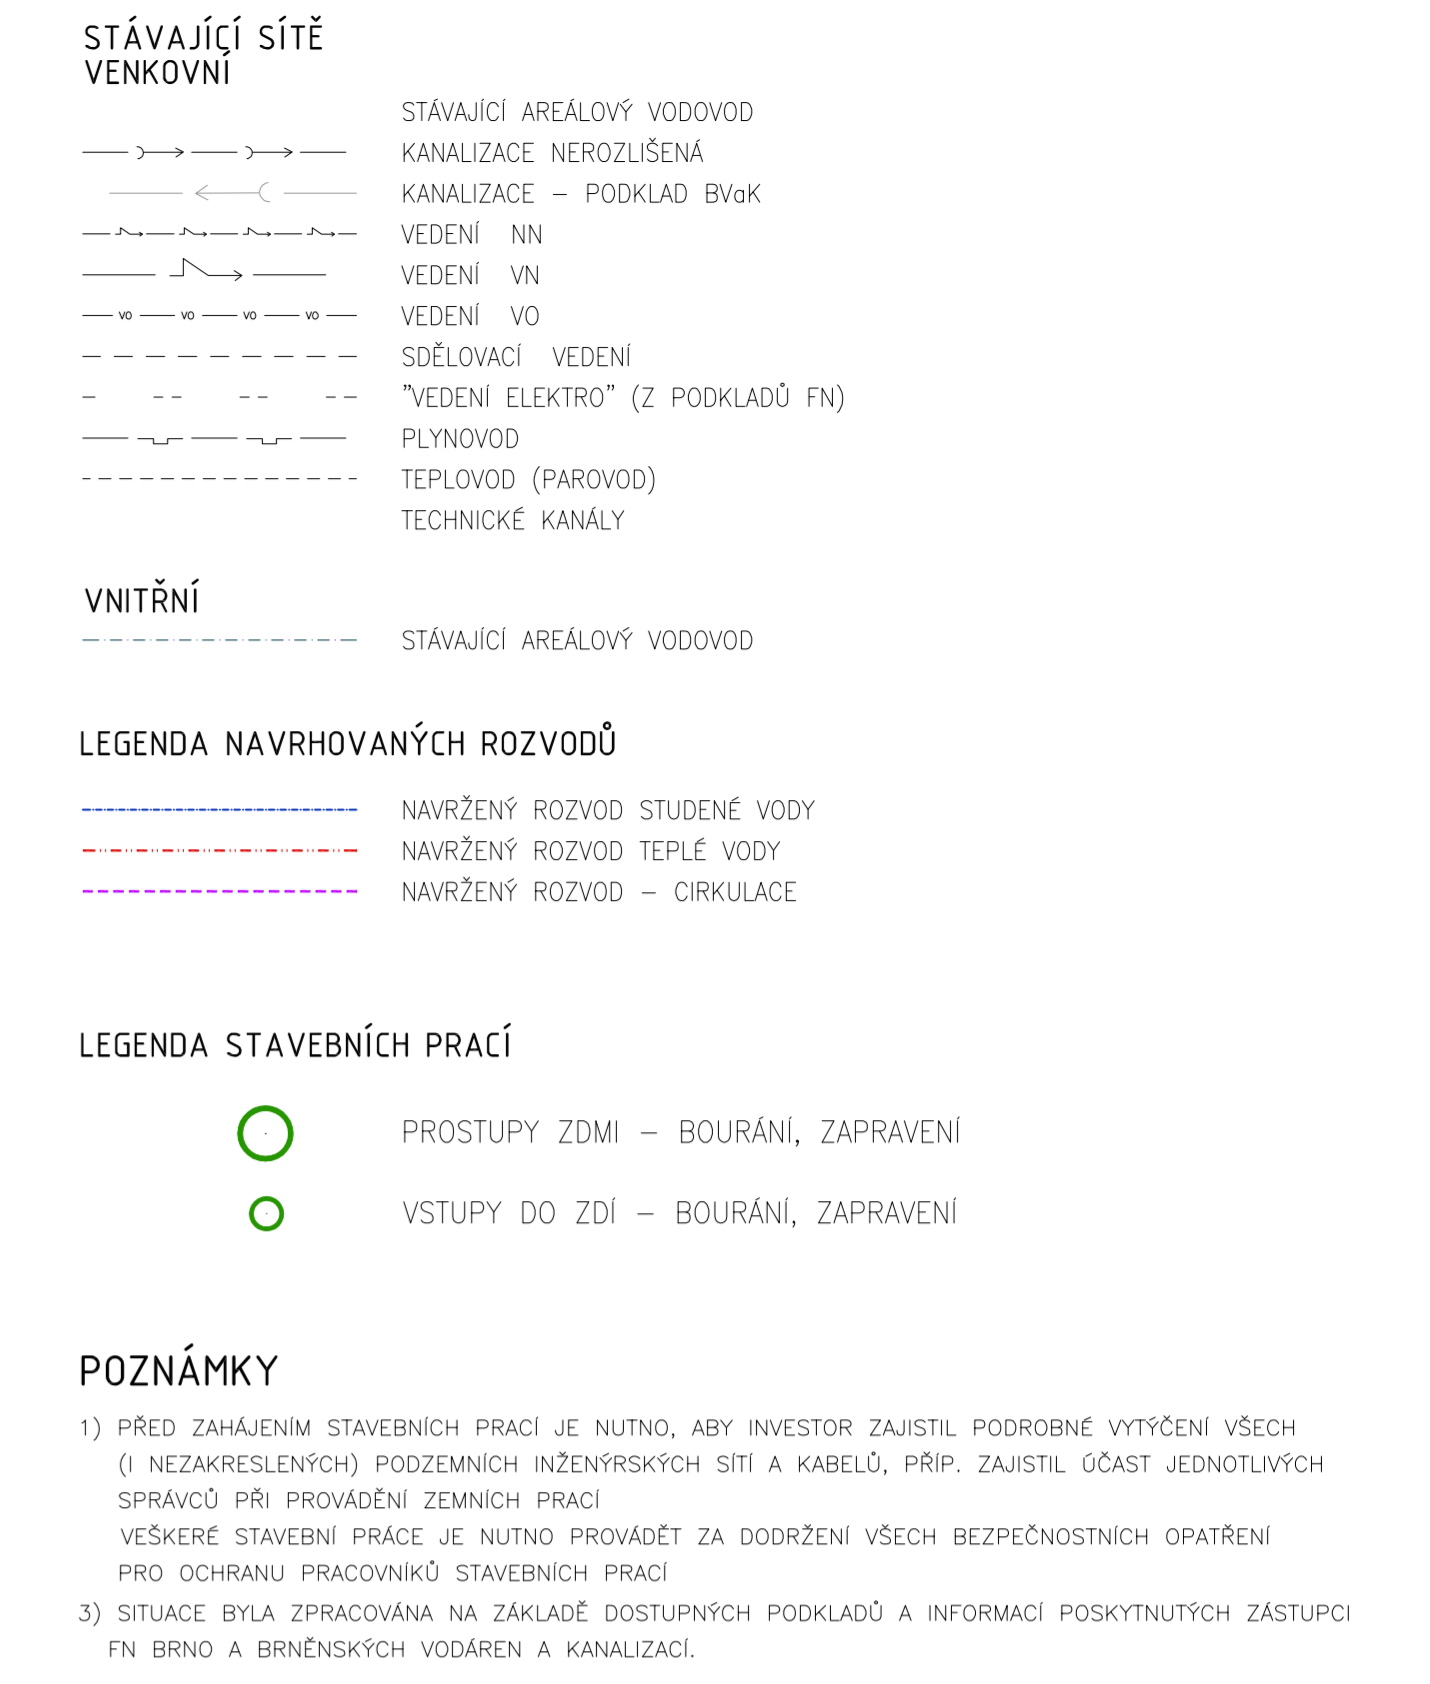 STÁVAJÍCÍ SÍTĚ
VENKOVNÍ
STÁVAJÍCÍ AREÁLOVÝ VODOVOD
KANALIZACE NEROZLIŠENÁ
KANALIZACE – PODKLAD BVaK
VEDENÍ NN
VEDENÍ VN
VO VO VO VO VEDENÍ VO
SDĚLOVACÍ VEDENÍ
"VEDENÍ ELEKTRO" (Z PODKLADŮ FN)
PLYNOVOD
TEPLOVOD (PAROVOD)
TECHNICKÉ KANÁLY
VNITŘNÍ
STÁVAJÍCÍ AREÁLOVÝ VODOVOD
LEGENDA NAVRHOVANÝCH ROZVODŮ
NAVRŽENÝ ROZVOD STUDENÉ VODY
NAVRŽENÝ ROZVOD TEPLÉ VODY
NAVRŽENÝ ROZVOD – CIRKULACE
LEGENDA STAVEBNÍCH PRACÍ
PROSTUPY ZDMI – BOURÁNÍ, ZAPRAVENÍ
VSTUPY DO ZDÍ – BOURÁNÍ, ZAPRAVENÍ
POZNÁMKY
1) PŘED ZAHÁJENÍM STAVEBNÍCH PRACÍ JE NUTNO, ABY INVESTOR ZAJISTIL PODROBNÉ VYTÝČENÍ VŠECH
(I NEZAKRESLENÝCH) PODZEMNÍCH INŽENÝRSKÝCH SÍTÍ A KABELŮ, PŘÍP. ZAJISTIL ÚČAST JEDNOTLIVÝCH
SPRÁVCŮ PŘI PROVÁDĚNÍ ZEMNÍCH PRACÍ
VEŠKERÉ STAVEBNÍ PRÁCE JE NUTNO PROVÁDĚT ZA DODRŽENÍ VŠECH BEZPEČNOSTNÍCH OPATŘENÍ
PRO OCHRANU PRACOVNÍKŮ STAVEBNÍCH PRACÍ
3) SITUACE BYLA ZPRACOVÁNA NA ZÁKLADĚ DOSTUPNÝCH PODKLADŮ A INFORMACÍ POSKYTNUTÝCH ZÁSTUPCI
FN BRNO A BRNĚNSKÝCH VODÁREN A KANALIZACÍ.